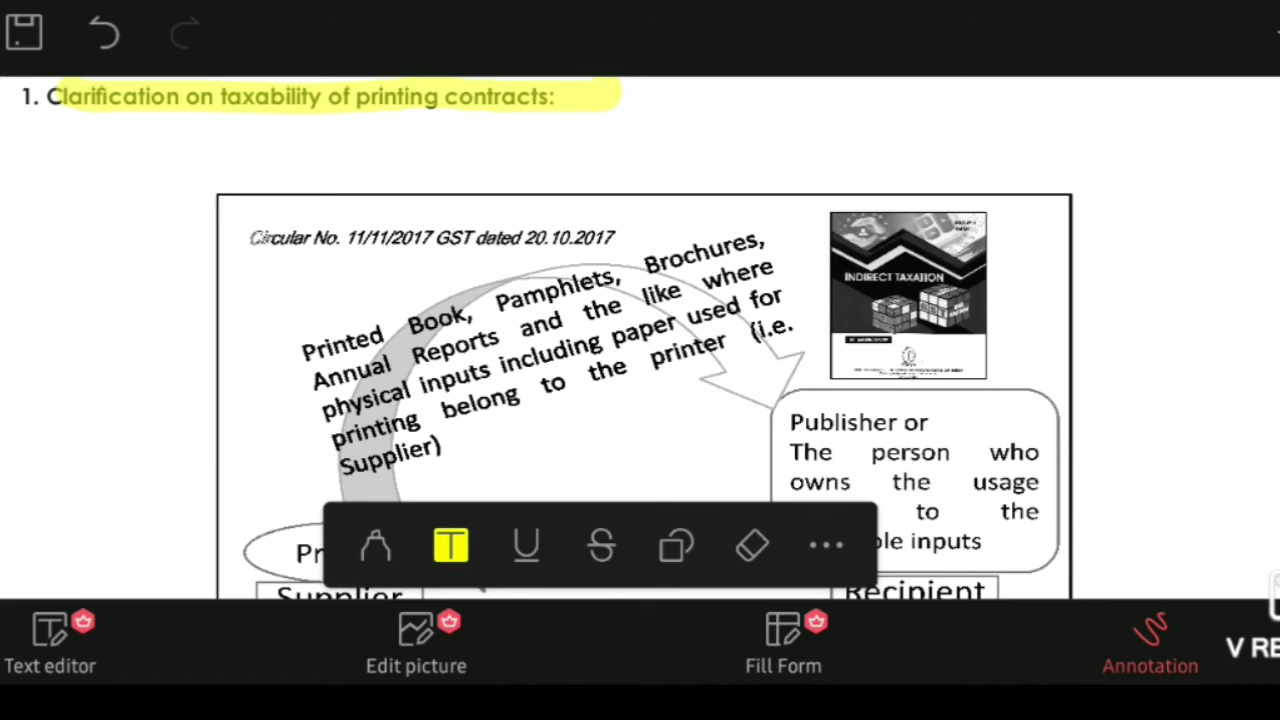 1. Clarification on taxability of printing contracts:
Circular No. 11/11/2017 GST dated 20.10.2017
Printed Book, Pamphlets, Brochures,
Annual Reports and the like where
physical inputs including paper used for
printing belong to the printer (i.e.
Supplier)
INDIRECT TAXATION
Publisher or
The person who
owns the usage
to the
inputs
Supplier
Recipient
Text editor
Edit picture
Fill Form
Annotation
V RE